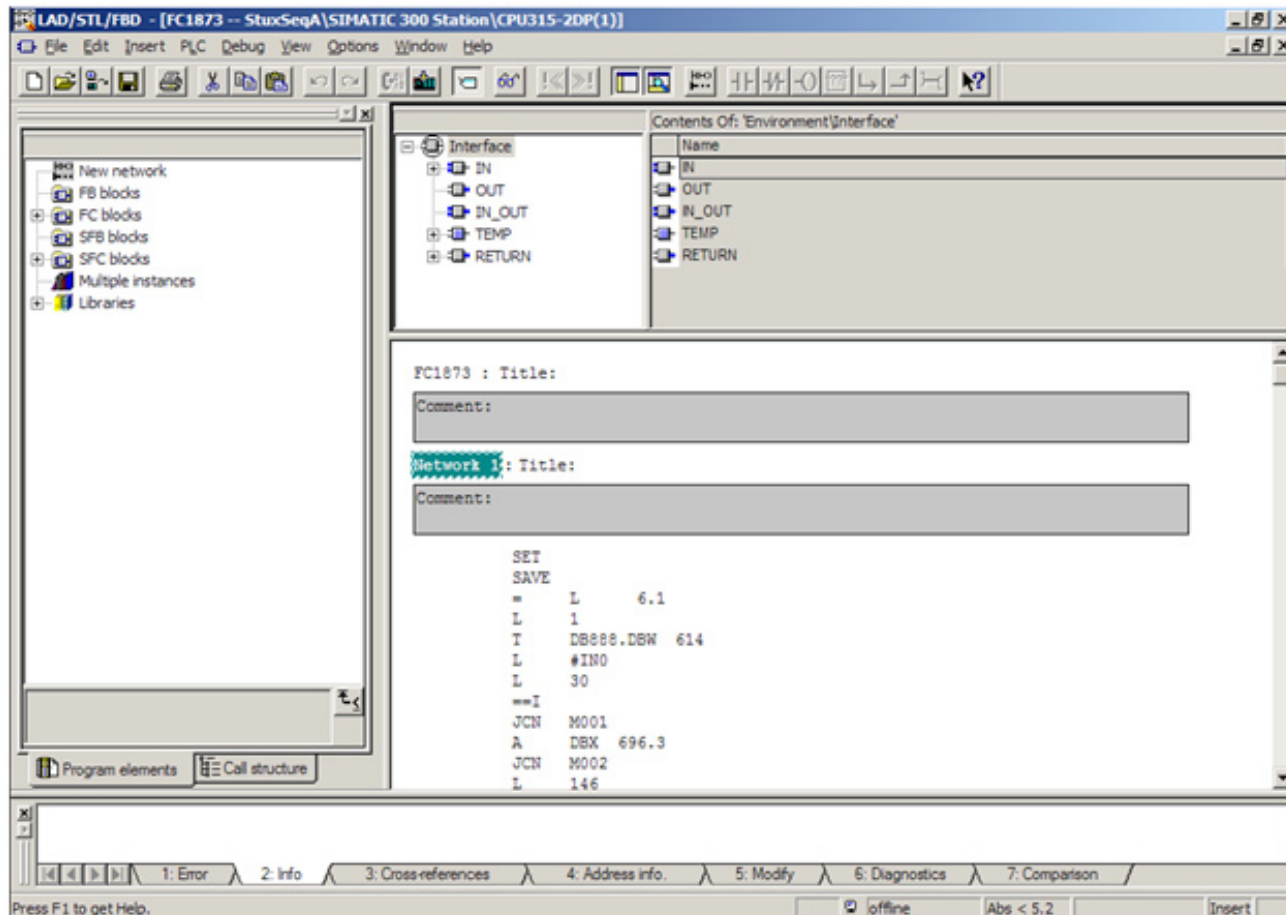 LAD/STL/FBD - [FC1873 -- StuxSeqA\SIMATIC 300 Station\CPU315-2DP(1)]
File Edit Insert PLC Debug View Options Window Help
New network
FB blocks
FC blocks
SFB blocks
SFC blocks
Multiple instances
Libraries
Program elements
Call structure
Interface
IN
OUT
IN_OUT
TEMP
RETURN
Contents Of: 'Environment\Interface'
Name
IN
OUT
IN_OUT
TEMP
RETURN
FC1873 : Title:
Comment:
Network 1: Title:
Comment:
SET
SAVE
= L 6.1
L 1
T DB888.DBW 614
L #IN0
L 30
==I
JCN M001
A DBX 696.3
JCN M002
L 146
1: Error 2: Info 3: Cross-references 4: Address info. 5: Modify 6: Diagnostics 7: Comparison
Press F1 to get Help.
offline Abs < 5.2 Insert